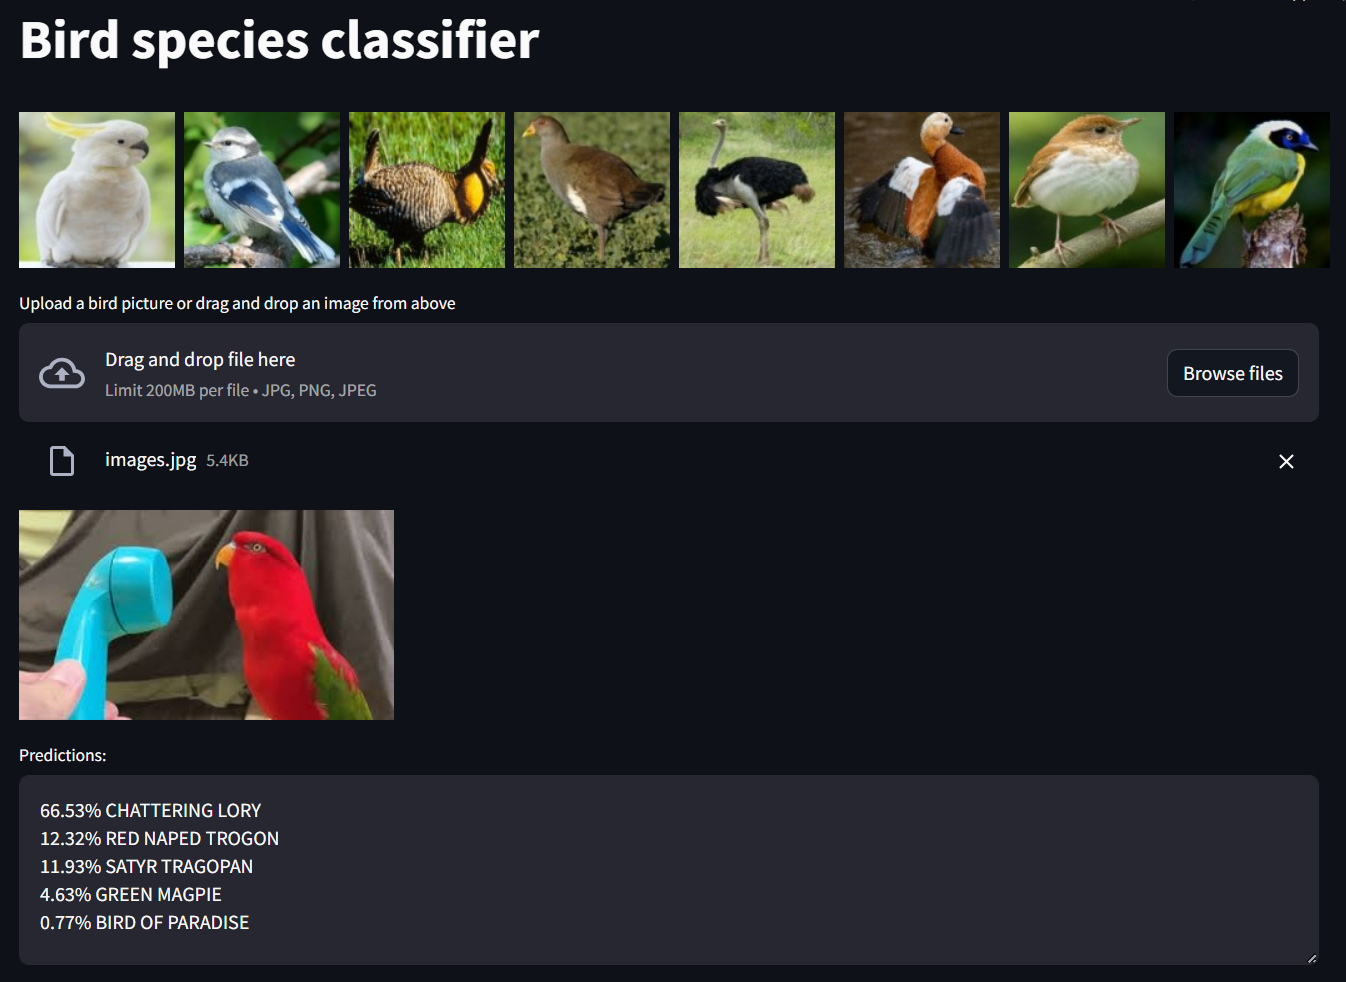 Bird species classifier
Upload a bird picture or drag and drop an image from above
Drag and drop file here
Limit 200MB per file • JPG, PNG, JPEG
Browse files
images.jpg 5.4KB
Predictions:
66.53% CHATTERING LORY
12.32% RED NAPED TROGON
11.93% SATYR TRAGOPAN
4.63% GREEN MAGPIE
0.77% BIRD OF PARADISE